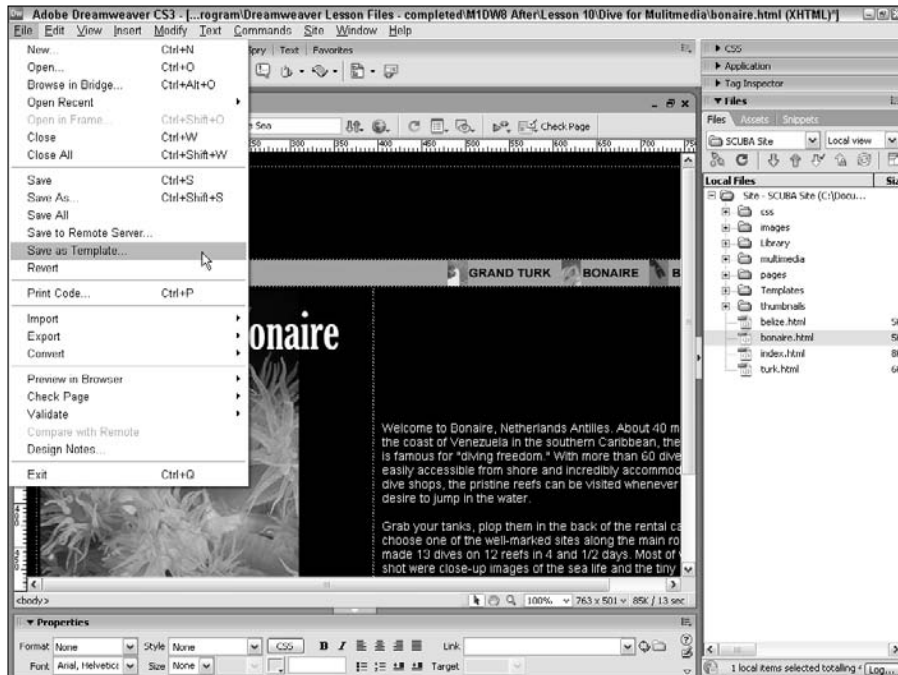 Adobe Dreamweaver CS3 - [...rogram\Dreamweaver Lesson Files - completed\M1DW8 After\Lesson 10\Dive for Mulitmedia\bonaire.html (XHTML)*]
File Edit View Insert Modify Text Commands Site Window Help
New... Ctrl+N
Open... Ctrl+O
Browse in Bridge... Ctrl+Alt+O
Open Recent
Open in Frame... Ctrl+Shift+O
Close Ctrl+W
Close All Ctrl+Shift+W
Save Ctrl+S
Save As... Ctrl+Shift+S
Save All
Save to Remote Server...
Save as Template...
Revert
Print Code... Ctrl+P
Import
Export
Convert
Preview in Browser
Check Page
Validate
Compare with Remote
Design Notes...
Exit Ctrl+Q
pry Text Favorites
Sea
Check Page
300 350 400 450 500 550 600 650 700
GRAND TURK BONAIRE B
onaire
Welcome to Bonaire, Netherlands Antilles. About 40 m
the coast of Venezuela in the southern Caribbean, the
is famous for "diving freedom." With more than 60 dive
easily accessible from shore and incredibly accommod
dive shops, the pristine reefs can be visited whenever
desire to jump in the water.
Grab your tanks, plop them in the back of the rental ca
choose one of the well-marked sites along the main ro
made 13 dives on 12 reefs in 4 and 1/2 days. Most of
shot were close-up images of the sea life and the tiny
<body>
100% 763 x 501 85K / 13 sec
Properties
Format None Style None CSS B I Link
Font Arial, Helvetica Size None Target
CSS
Application
Tag Inspector
Files
Files Assets Snippets
SCUBA Site Local view
Local Files Siz
Site - SCUBA Site (C:\Docu...
css
images
Library
multimedia
pages
Templates
thumbnails
belize.html
bonaire.html
index.html
turk.html
1 local items selected totalling Log...